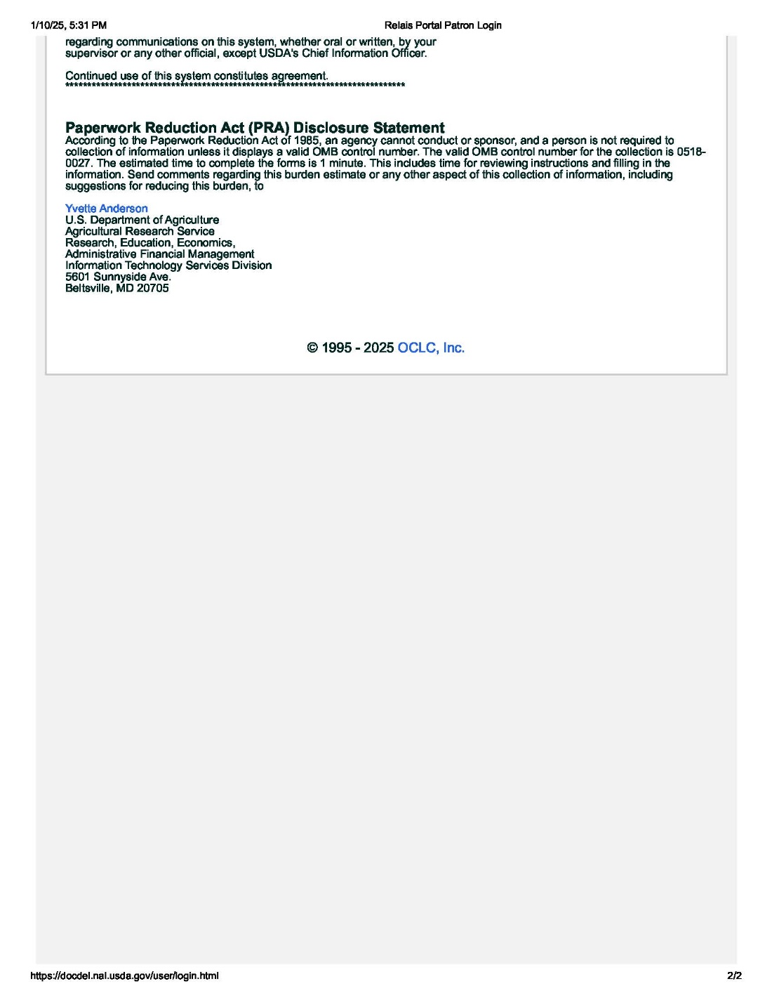 1/10/25, 5:31 PM Relais Portal Patron Login
regarding communications on this system, whether oral or written, by your
supervisor or any other official, except USDA's Chief Information Officer.
Continued use of this system constitutes agreement.
*****************************************************************************
Paperwork Reduction Act (PRA) Disclosure Statement
According to the Paperwork Reduction Act of 1985, an agency cannot conduct or sponsor, and a person is not required to
collection of information unless it displays a valid OMB control number. The valid OMB control number for the collection is 0518-
0027. The estimated time to complete the forms is 1 minute. This includes time for reviewing instructions and filling in the
information. Send comments regarding this burden estimate or any other aspect of this collection of information, including
suggestions for reducing this burden, to
Yvette Anderson
U.S. Department of Agriculture
Agricultural Research Service
Research, Education, Economics,
Administrative Financial Management
Information Technology Services Division
5601 Sunnyside Ave.
Beltsville, MD 20705
© 1995 - 2025 OCLC, Inc.
https://docdel.nal.usda.gov/user/login.html 2/2